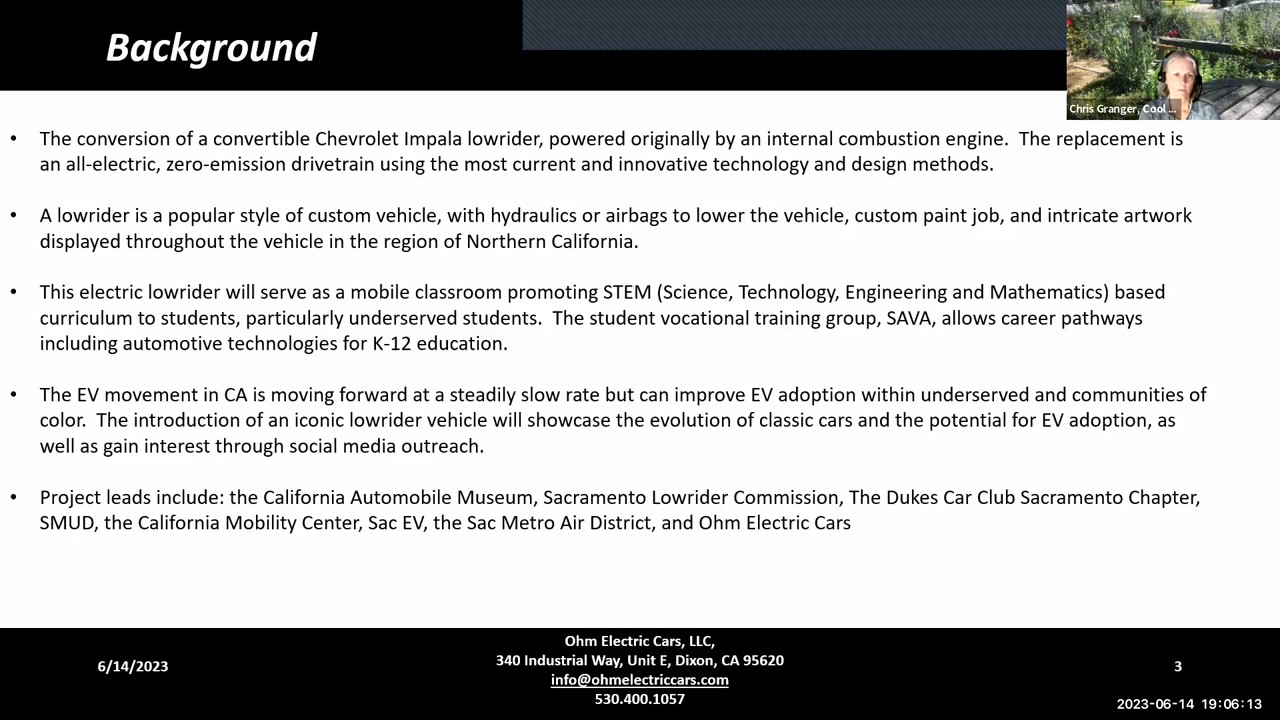 Background
Chris Granger, Cool ...
• The conversion of a convertible Chevrolet Impala lowrider, powered originally by an internal combustion engine.  The replacement is
an all-electric, zero-emission drivetrain using the most current and innovative technology and design methods.
• A lowrider is a popular style of custom vehicle, with hydraulics or airbags to lower the vehicle, custom paint job, and intricate artwork
displayed throughout the vehicle in the region of Northern California.
• This electric lowrider will serve as a mobile classroom promoting STEM (Science, Technology, Engineering and Mathematics) based
curriculum to students, particularly underserved students.  The student vocational training group, SAVA, allows career pathways
including automotive technologies for K-12 education.
• The EV movement in CA is moving forward at a steadily slow rate but can improve EV adoption within underserved and communities of
color.  The introduction of an iconic lowrider vehicle will showcase the evolution of classic cars and the potential for EV adoption, as
well as gain interest through social media outreach.
• Project leads include: the California Automobile Museum, Sacramento Lowrider Commission, The Dukes Car Club Sacramento Chapter,
SMUD, the California Mobility Center, Sac EV, the Sac Metro Air District, and Ohm Electric Cars
6/14/2023
Ohm Electric Cars, LLC,
340 Industrial Way, Unit E, Dixon, CA 95620
info@ohmelectriccars.com
530.400.1057
3
2023-06-14 19:06:13